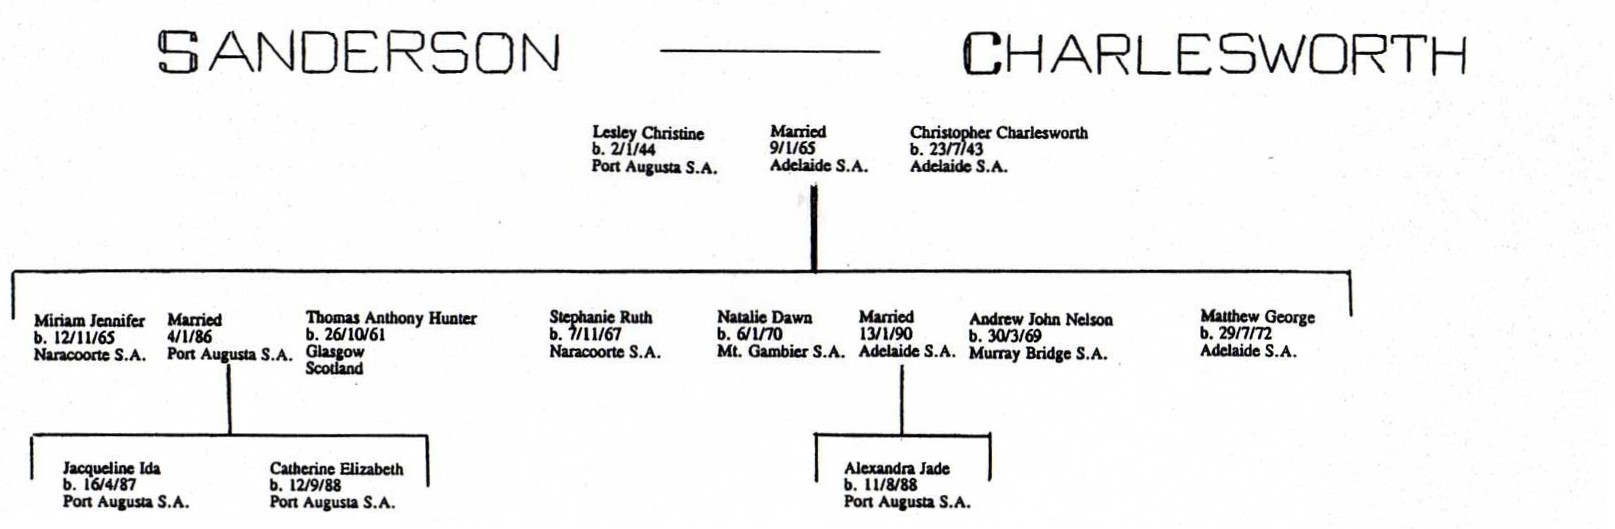 SANDERSON CHARLESWORTH
Lesley Christine
b. 2/1/44
Port Augusta S.A.
Married
9/1/65
Adelaide S.A.
Christopher Charlesworth
b. 23/7/43
Adelaide S.A.
Miriam Jennifer
b. 12/11/65
Naracoorte S.A.
Married
4/1/86
Port Augusta S.A.
Thomas Anthony Hunter
b. 26/10/61
Glasgow
Scotland
Stephanie Ruth
b. 7/11/67
Naracoorte S.A.
Natalie Dawn
b. 6/1/70
Mt. Gambier S.A.
Married
13/1/90
Adelaide S.A.
Andrew John Nelson
b. 30/3/69
Murray Bridge S.A.
Matthew George
b. 29/7/72
Adelaide S.A.
Jacqueline Ida
b. 16/4/87
Port Augusta S.A.
Catherine Elizabeth
b. 12/9/88
Port Augusta S.A.
Alexandra Jade
b. 11/8/88
Port Augusta S.A.